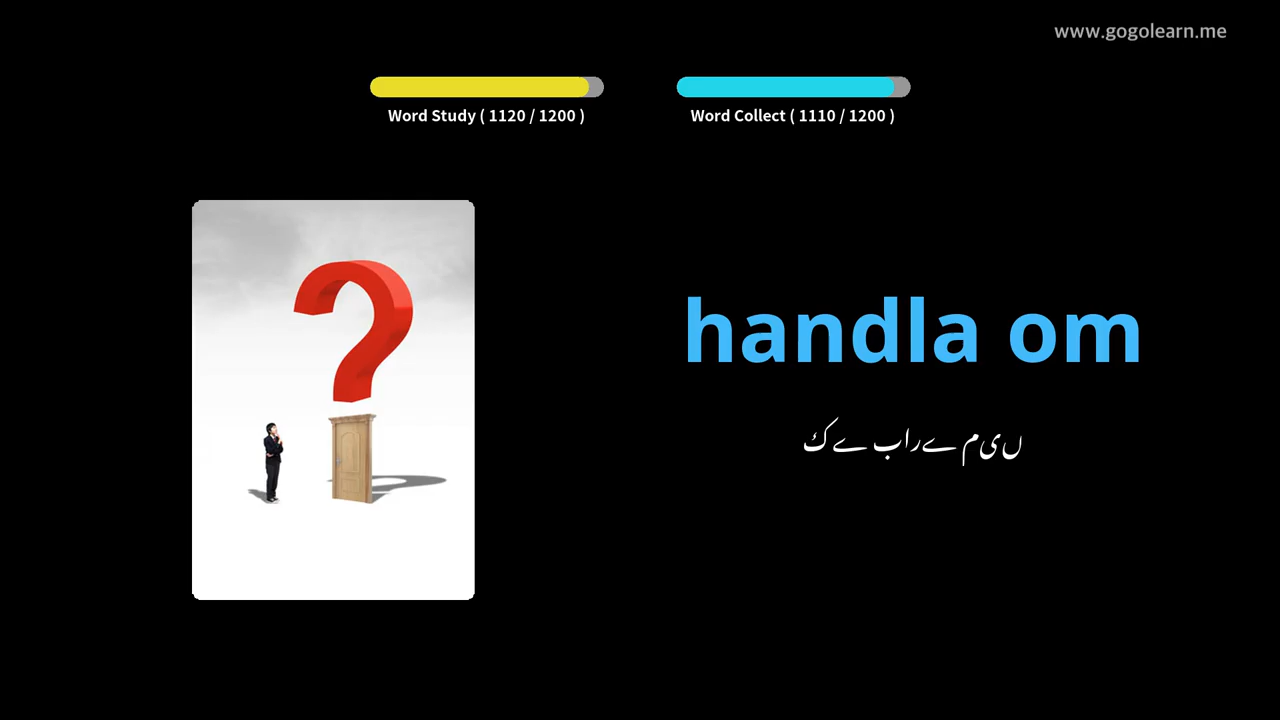 www.gogolearn.me
Word Study ( 1120 / 1200 )
Word Collect ( 1110 / 1200 )
handla om
کے بارے میں